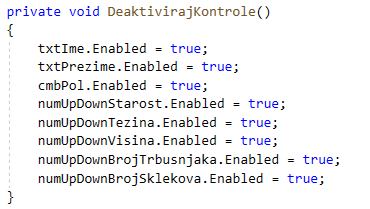 private void DeaktivirajKontrole()
{
txtIme.Enabled = true;
txtPrezime.Enabled = true;
cmbPol.Enabled = true;
numUpDownStarost.Enabled = true;
numUpDownTezina.Enabled = true;
numUpDownVisina.Enabled = true;
numUpDownBrojTrbusnjaka.Enabled = true;
numUpDownBrojSklekova.Enabled = true;
}